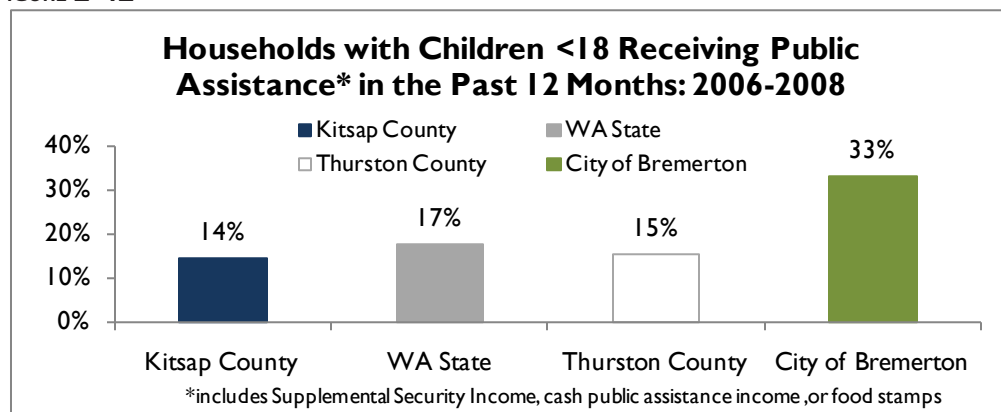 Households with Children <18 Receiving Public
Assistance* in the Past 12 Months: 2006-2008
Kitsap County WA State
Thurston County City of Bremerton
40%
30%
20%
10%
0%
14%
17%
15%
33%
Kitsap County WA State Thurston County City of Bremerton
*includes Supplemental Security Income, cash public assistance income ,or food stamps